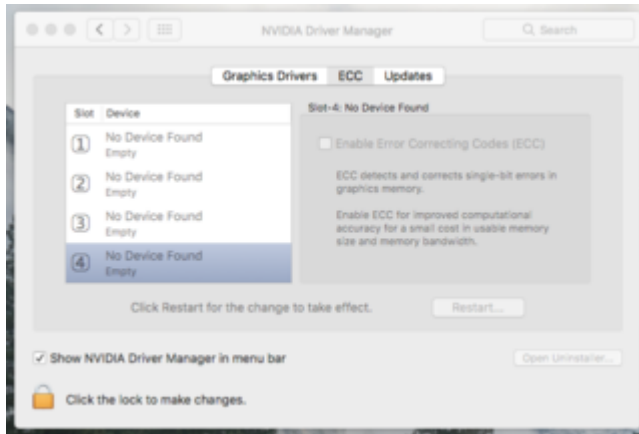 NVIDIA Driver Manager
Search
Graphics Drivers ECC Updates
Slot Device
1 No Device Found
Empty
2 No Device Found
Empty
3 No Device Found
Empty
4 No Device Found
Empty
Slot-4: No Device Found
Enable Error Correcting Codes (ECC)
ECC detects and corrects single-bit errors in
graphics memory.
Enable ECC for improved computational
accuracy for a small cost in usable memory
size and memory bandwidth.
Click Restart for the change to take effect.
Restart...
Show NVIDIA Driver Manager in menu bar
Open Uninstaller...
Click the lock to make changes.